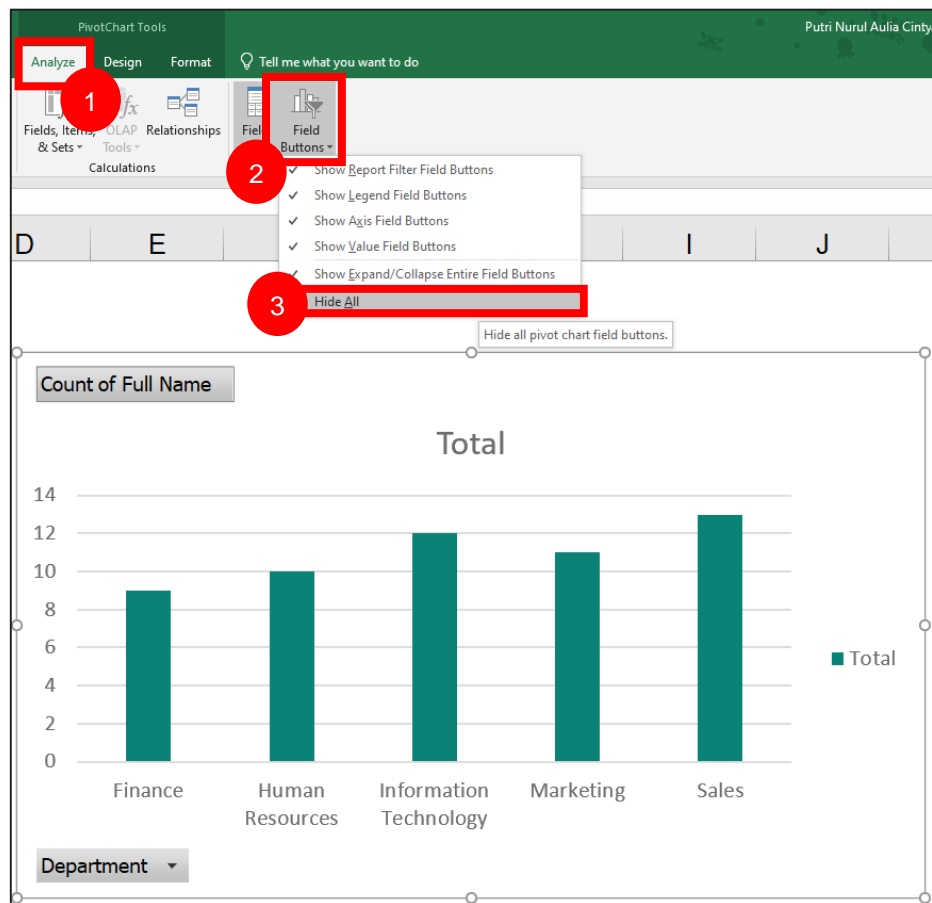 PivotChart Tools
Putri Nurul Aulia Cinty
Analyze Design Format Tell me what you want to do
1
Fields, Items, & Sets
OLAP Tools
Relationships
Calculations
Field
Field Buttons
2
Show Report Filter Field Buttons
Show Legend Field Buttons
Show Axis Field Buttons
Show Value Field Buttons
Show Expand/Collapse Entire Field Buttons
3
Hide All
Hide all pivot chart field buttons.
D E I J
Count of Full Name
Total
14
12
10
8
6
4
2
0
Total
Finance
Human
Resources
Information
Technology
Marketing
Sales
Department